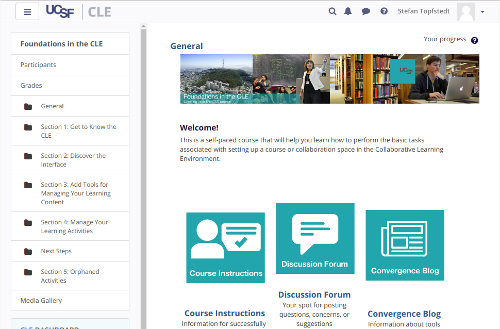 UCSF CLE
Stefan Topfstedt
Foundations in the CLE
Participants
Grades
General
Section 1: Get to Know the
CLE
Section 2: Discover the
Interface
Section 3: Add Tools for
Managing Your Learning
Content
Section 4: Manage Your
Learning Activities
Next Steps
Section 5: Orphaned
Activities
Media Gallery
CLE DASHBOARD
Your progress
General
Foundations in the CLE
UCSF
Welcome!
This is a self-paced course that will help you learn how to perform the basic tasks
associated with setting up a course or collaboration space in the Collaborative Learning
Environment.
Course Instructions
Discussion Forum
Convergence Blog
Course Instructions
Information for successfully
Discussion Forum
Your spot for posting
questions, concerns, or
suggestions
Convergence Blog
Information about tools